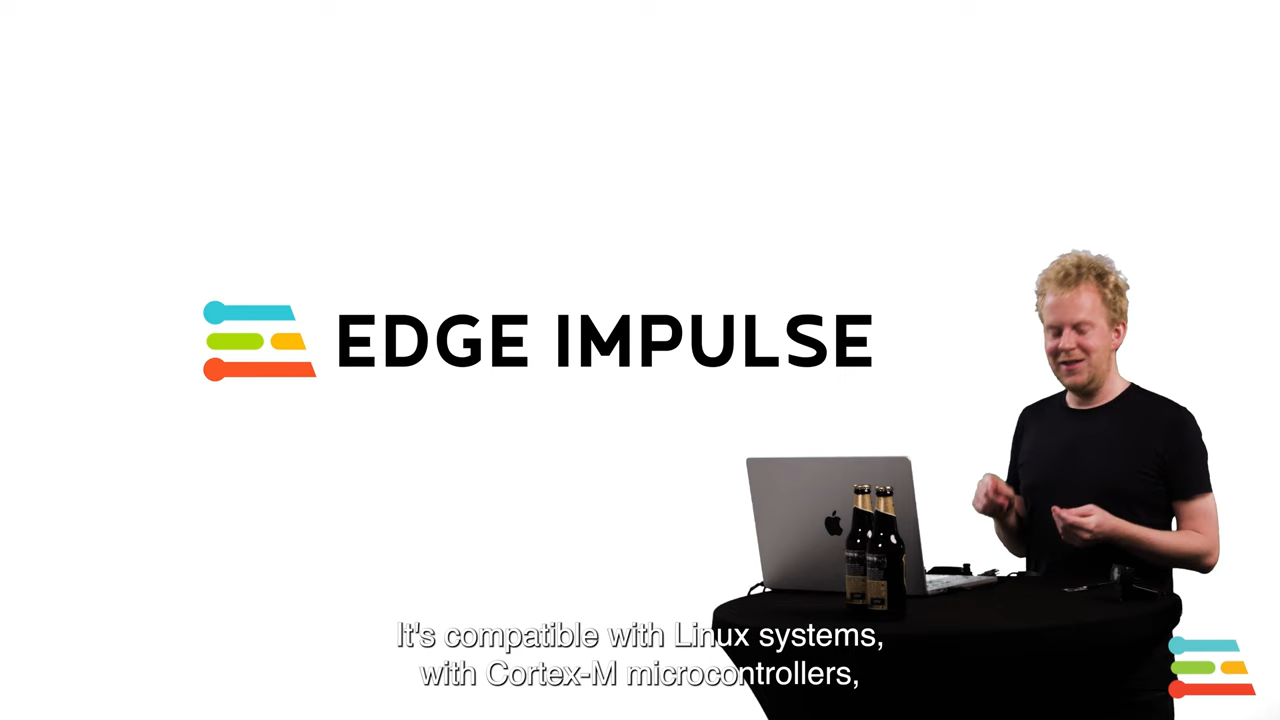 EDGE IMPULSE
It's compatible with Linux systems,
with Cortex-M microcontrollers,